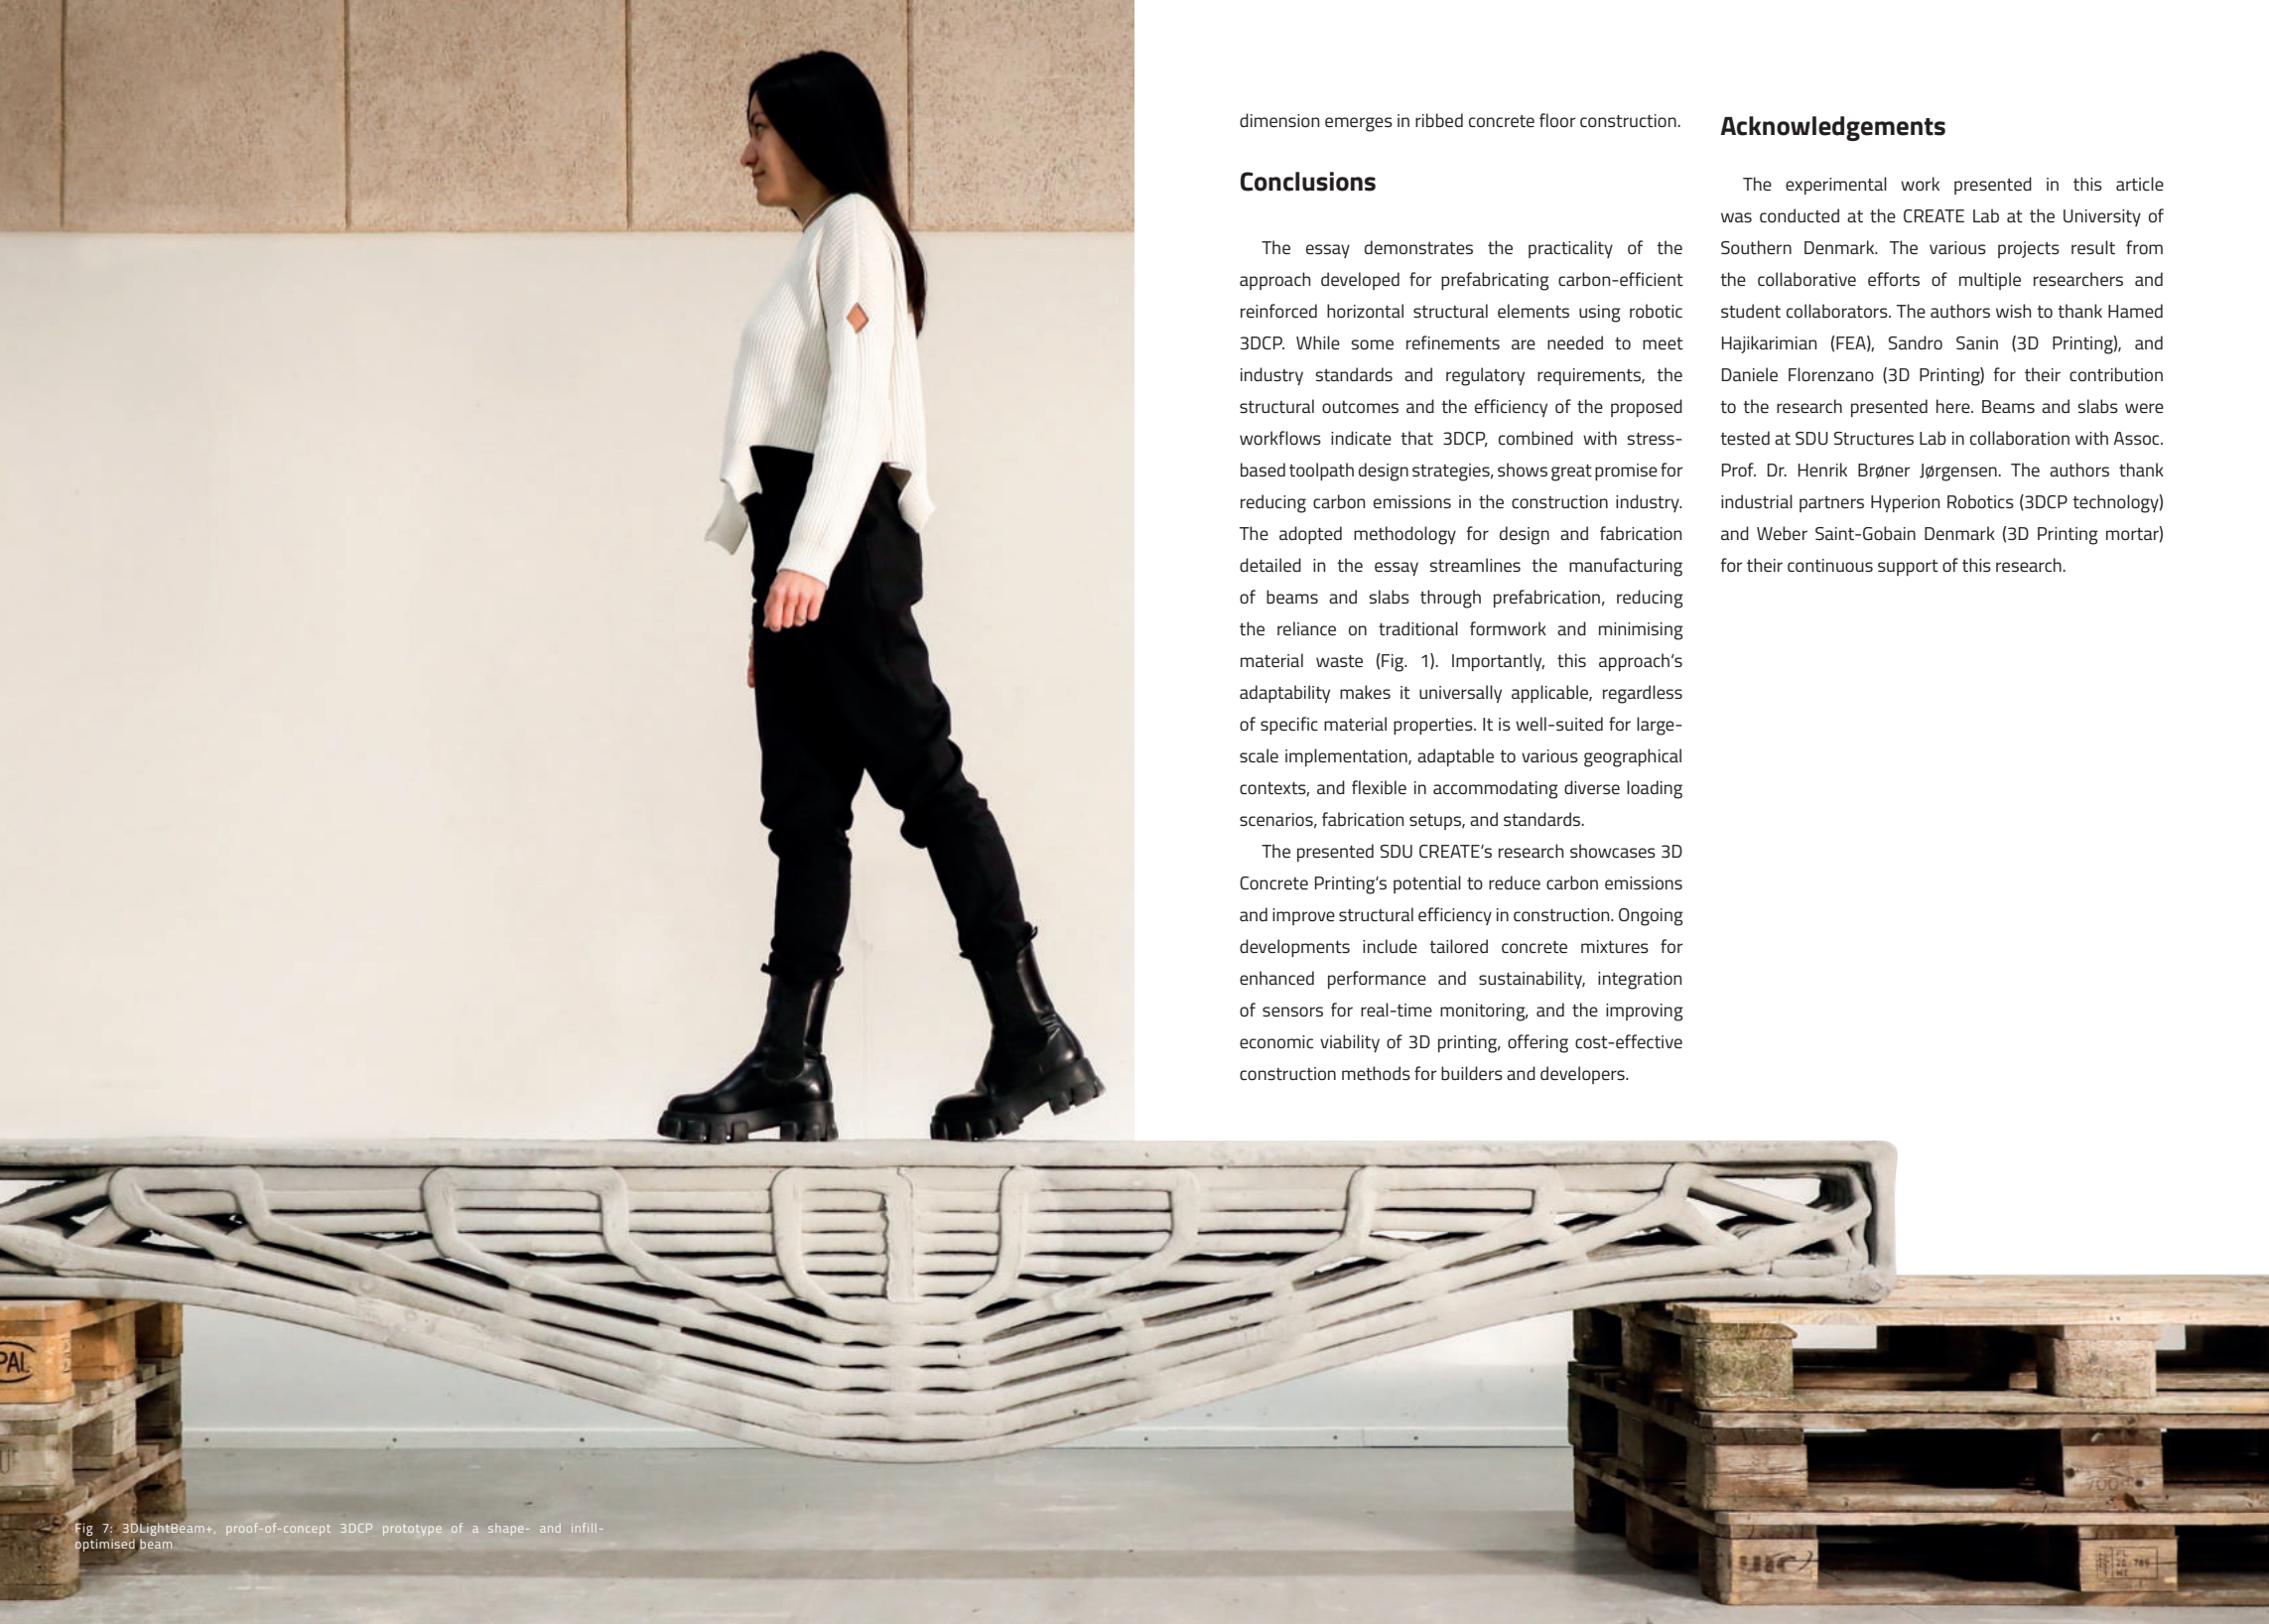 dimension emerges in ribbed concrete floor construction.
Conclusions
The essay demonstrates the practicality of the
approach developed for prefabricating carbon-efficient
reinforced horizontal structural elements using robotic
3DCP. While some refinements are needed to meet
industry standards and regulatory requirements, the
structural outcomes and the efficiency of the proposed
workflows indicate that 3DCP, combined with stress-
based toolpath design strategies, shows great promise for
reducing carbon emissions in the construction industry.
The adopted methodology for design and fabrication
detailed in the essay streamlines the manufacturing
of beams and slabs through prefabrication, reducing
the reliance on traditional formwork and minimising
material waste (Fig. 1). Importantly, this approach's
adaptability makes it universally applicable, regardless
of specific material properties. It is well-suited for large-
scale implementation, adaptable to various geographical
contexts, and flexible in accommodating diverse loading
scenarios, fabrication setups, and standards.
The presented SDU CREATE's research showcases 3D
Concrete Printing's potential to reduce carbon emissions
and improve structural efficiency in construction. Ongoing
developments include tailored concrete mixtures for
enhanced performance and sustainability, integration
of sensors for real-time monitoring, and the improving
economic viability of 3D printing, offering cost-effective
construction methods for builders and developers.
Acknowledgements
The experimental work presented in this article
was conducted at the CREATE Lab at the University of
Southern Denmark. The various projects result from
the collaborative efforts of multiple researchers and
student collaborators. The authors wish to thank Hamed
Hajikarimian (FEA), Sandro Sanin (3D Printing), and
Daniele Florenzano (3D Printing) for their contribution
to the research presented here. Beams and slabs were
tested at SDU Structures Lab in collaboration with Assoc.
Prof. Dr. Henrik Brøner Jørgensen. The authors thank
industrial partners Hyperion Robotics (3DCP technology)
and Weber Saint-Gobain Denmark (3D Printing mortar)
for their continuous support of this research.
PAL
Fig 7: 3DLightBeam+, proof-of-concept 3DCP prototype of a shape- and infill-
optimised beam